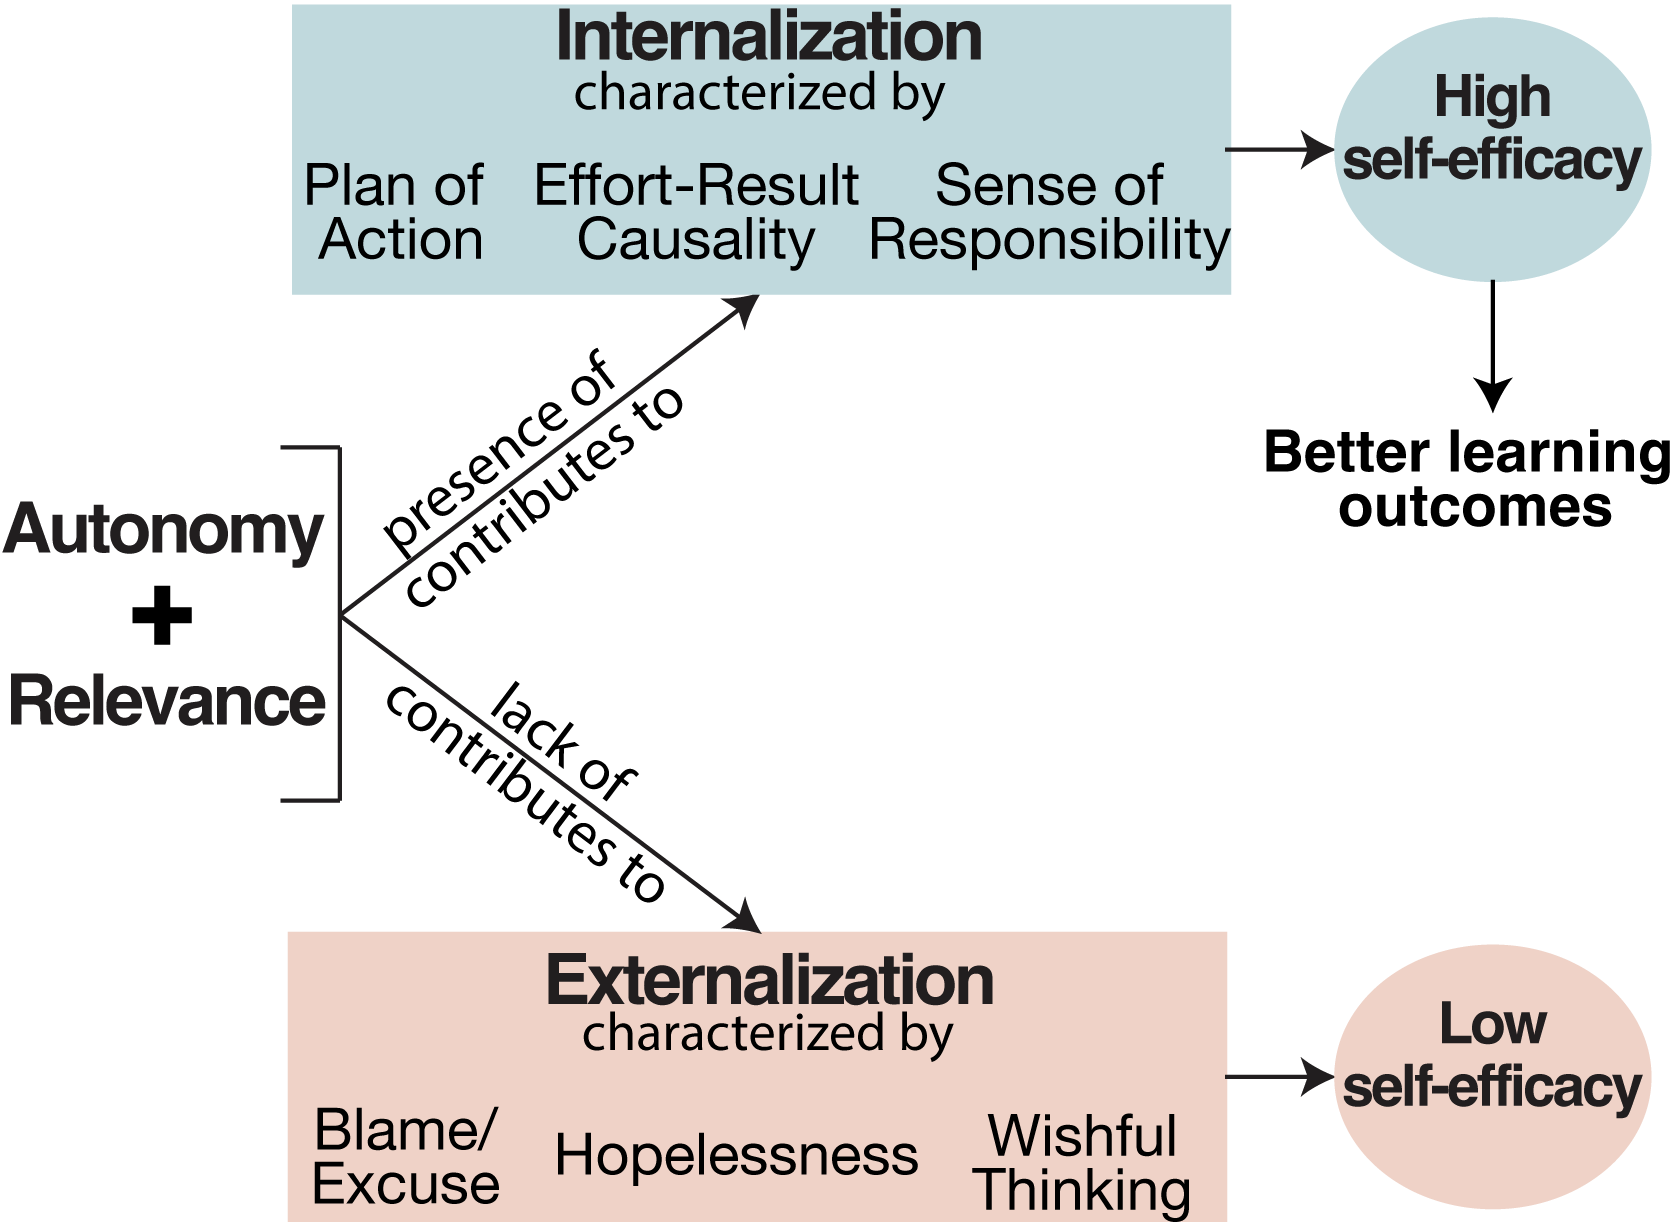 Internalization
characterized by
Plan of
Action
Effort-Result
Causality
Sense of
Responsibility
High
self-efficacy
Better learning
outcomes
presence of
contributes to
Autonomy
+
Relevance
lack of
contributes to
Externalization
characterized by
Blame/
Excuse
Hopelessness
Wishful
Thinking
Low
self-efficacy